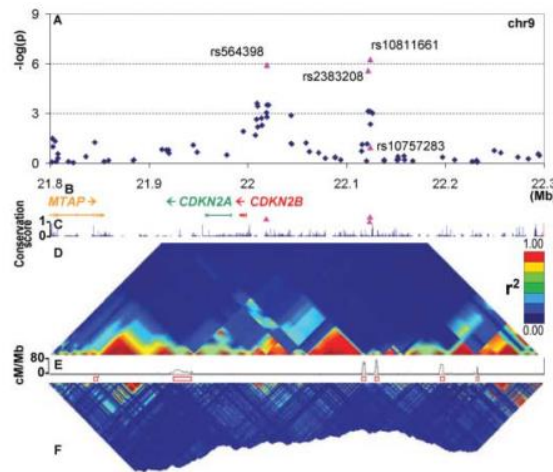 A
chr9
-log(p)
9
6
3
0
rs564398
rs10811661
rs2383208
rs10757283
21.8
21.9
22
22.1
22.2
22.3
(Mb)
B
MTAP →
← CDKN2A
← CDKN2B
C
Conservation
score
1
0
D
1.00
r²
0.00
E
cM/Mb
80
0
F